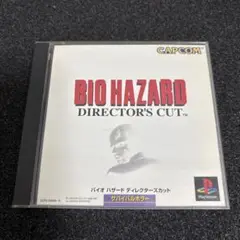 CAPCOM
BIO HAZARD
DIRECTOR'S CUT™
バイオ ハザード ディレクターズカット
サバイバルホラー
PlayStation